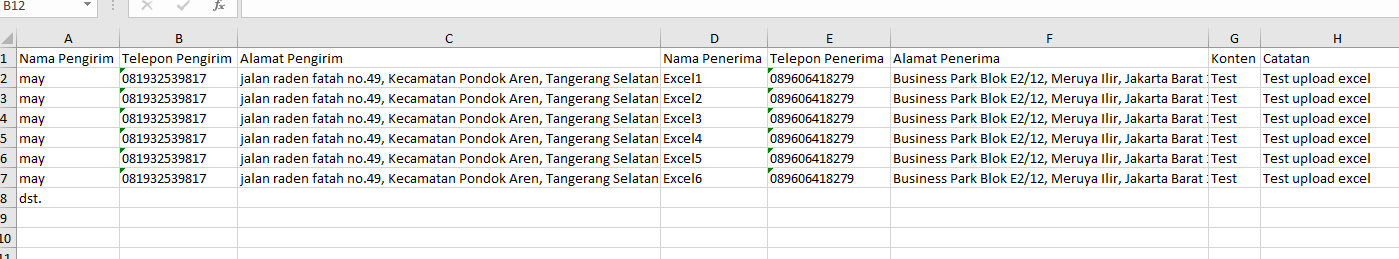 B12 fx
A B C D E F G H
1 Nama Pengirim Telepon Pengirim Alamat Pengirim Nama Penerima Telepon Penerima Alamat Penerima Konten Catatan
2 may 081932539817 jalan raden fatah no.49, Kecamatan Pondok Aren, Tangerang Selatan Excel1 089606418279 Business Park Blok E2/12, Meruya Ilir, Jakarta Barat Test Test upload excel
3 may 081932539817 jalan raden fatah no.49, Kecamatan Pondok Aren, Tangerang Selatan Excel2 089606418279 Business Park Blok E2/12, Meruya Ilir, Jakarta Barat Test Test upload excel
4 may 081932539817 jalan raden fatah no.49, Kecamatan Pondok Aren, Tangerang Selatan Excel3 089606418279 Business Park Blok E2/12, Meruya Ilir, Jakarta Barat Test Test upload excel
5 may 081932539817 jalan raden fatah no.49, Kecamatan Pondok Aren, Tangerang Selatan Excel4 089606418279 Business Park Blok E2/12, Meruya Ilir, Jakarta Barat Test Test upload excel
6 may 081932539817 jalan raden fatah no.49, Kecamatan Pondok Aren, Tangerang Selatan Excel5 089606418279 Business Park Blok E2/12, Meruya Ilir, Jakarta Barat Test Test upload excel
7 may 081932539817 jalan raden fatah no.49, Kecamatan Pondok Aren, Tangerang Selatan Excel6 089606418279 Business Park Blok E2/12, Meruya Ilir, Jakarta Barat Test Test upload excel
8 dst.
9
10